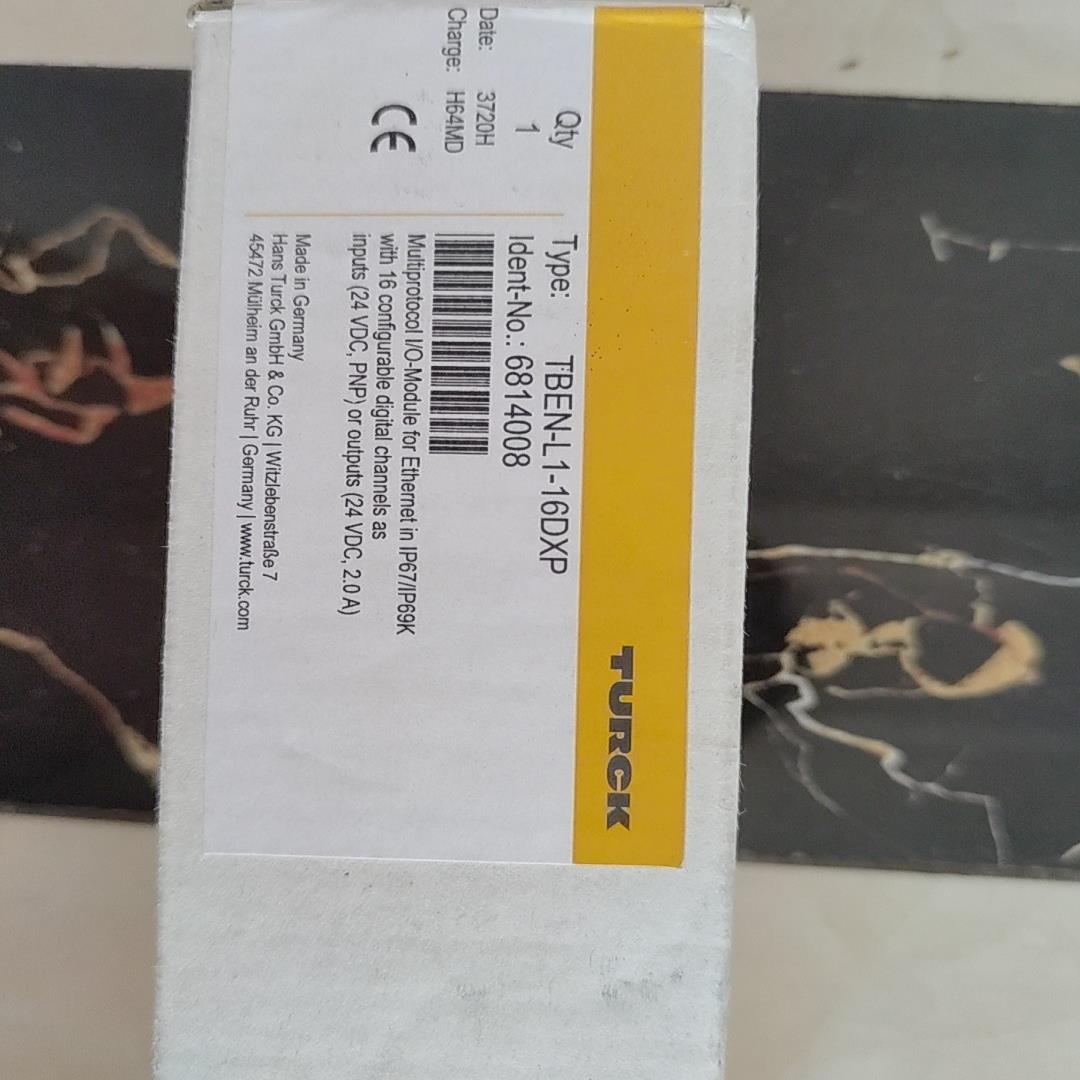 TURCK
Qty
1
Type: TBEN-L1-16DXP
Ident-No.: 6814008
Date: 3720H
Charge: H64MD
CE
Multiprotocol I/O-Module for Ethernet in IP67/IP69K
with 16 configurable digital channels as
inputs (24 VDC, PNP) or outputs (24 VDC, 2.0 A)
Made in Germany
Hans Turck GmbH & Co. KG | Witzlebenstraße 7
45472 Mülheim an der Ruhr | Germany | www.turck.com